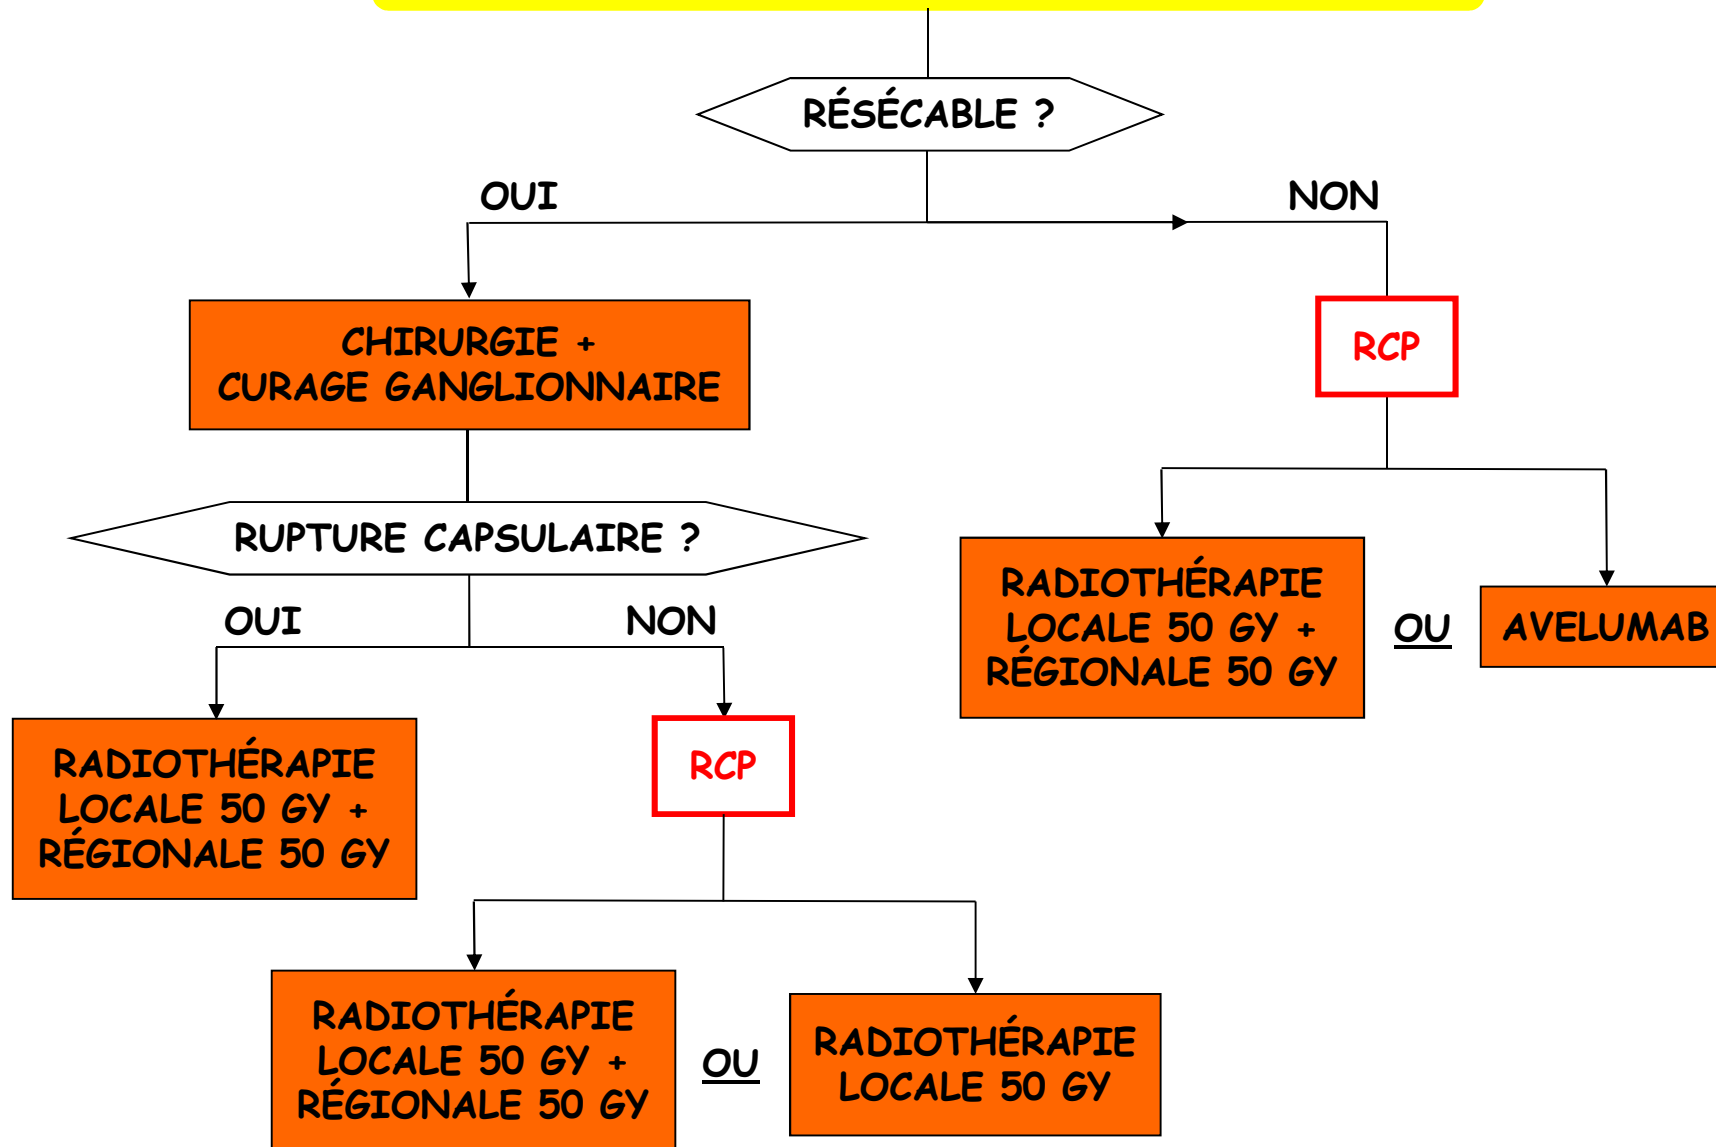 RÉSÉCABLE ?
OUI
NON
CHIRURGIE +
CURAGE GANGLIONNAIRE
RCP
RUPTURE CAPSULAIRE ?
RADIOTHÉRAPIE
LOCALE 50 GY +
RÉGIONALE 50 GY
OU
AVELUMAB
OUI
NON
RADIOTHÉRAPIE
LOCALE 50 GY +
RÉGIONALE 50 GY
RCP
RADIOTHÉRAPIE
LOCALE 50 GY +
RÉGIONALE 50 GY
OU
RADIOTHÉRAPIE
LOCALE 50 GY